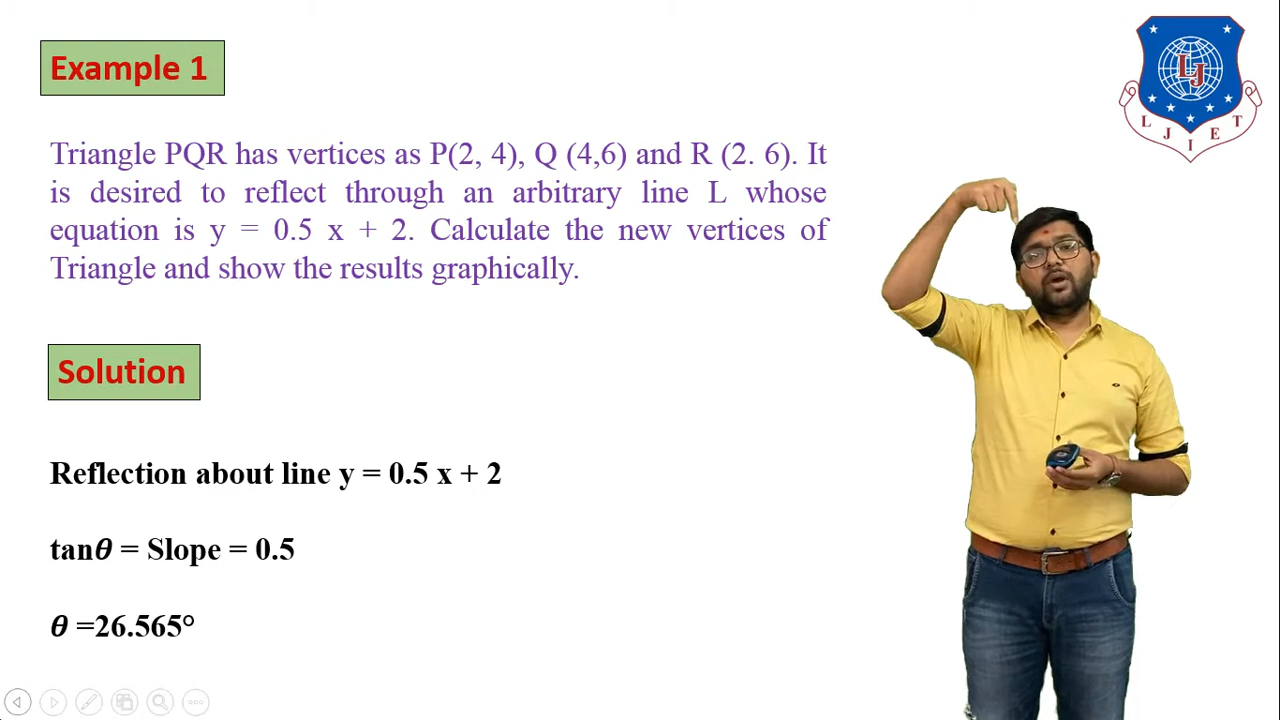 Example 1
Triangle PQR has vertices as P(2, 4), Q (4,6) and R (2. 6). It
is desired to reflect through an arbitrary line L whose
equation is y = 0.5 x + 2. Calculate the new vertices of
Triangle and show the results graphically.
Solution
Reflection about line y = 0.5 x + 2
tan𝜃 = Slope = 0.5
𝜃 =26.565°
LJ
L J I E T